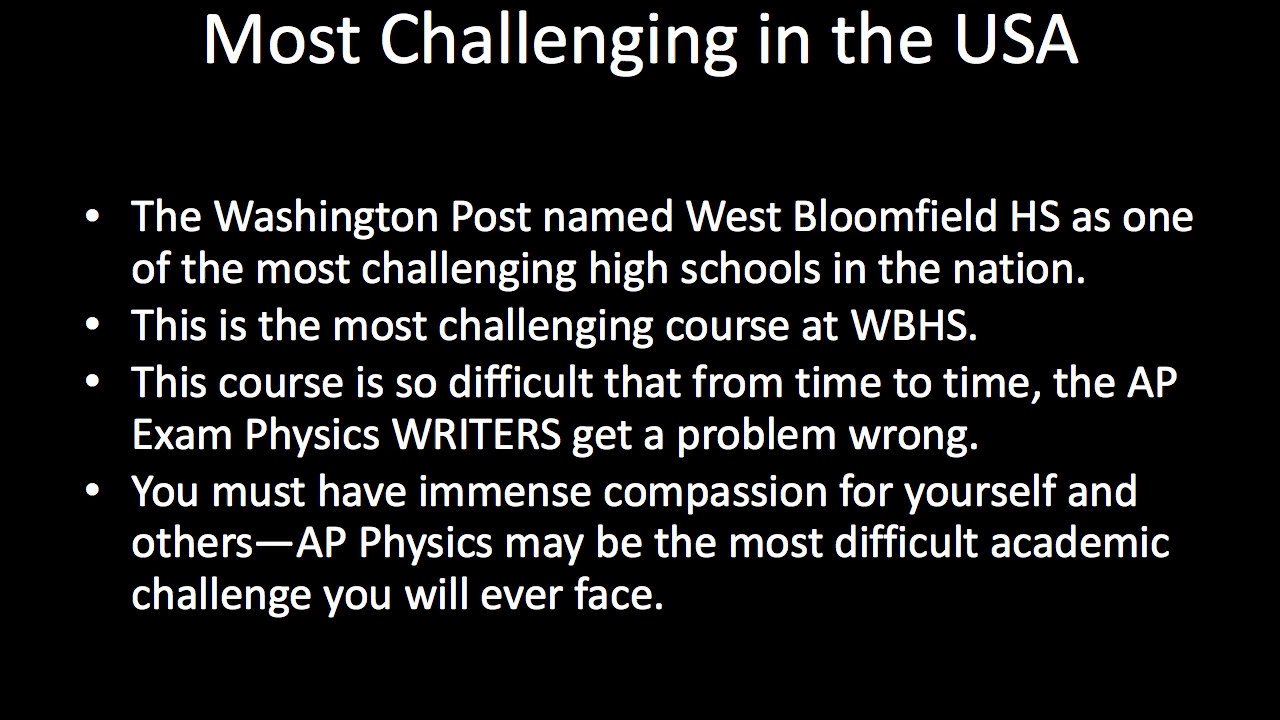 Most Challenging in the USA
• The Washington Post named West Bloomfield HS as one
of the most challenging high schools in the nation.
• This is the most challenging course at WBHS.
• This course is so difficult that from time to time, the AP
Exam Physics WRITERS get a problem wrong.
• You must have immense compassion for yourself and
others—AP Physics may be the most difficult academic
challenge you will ever face.